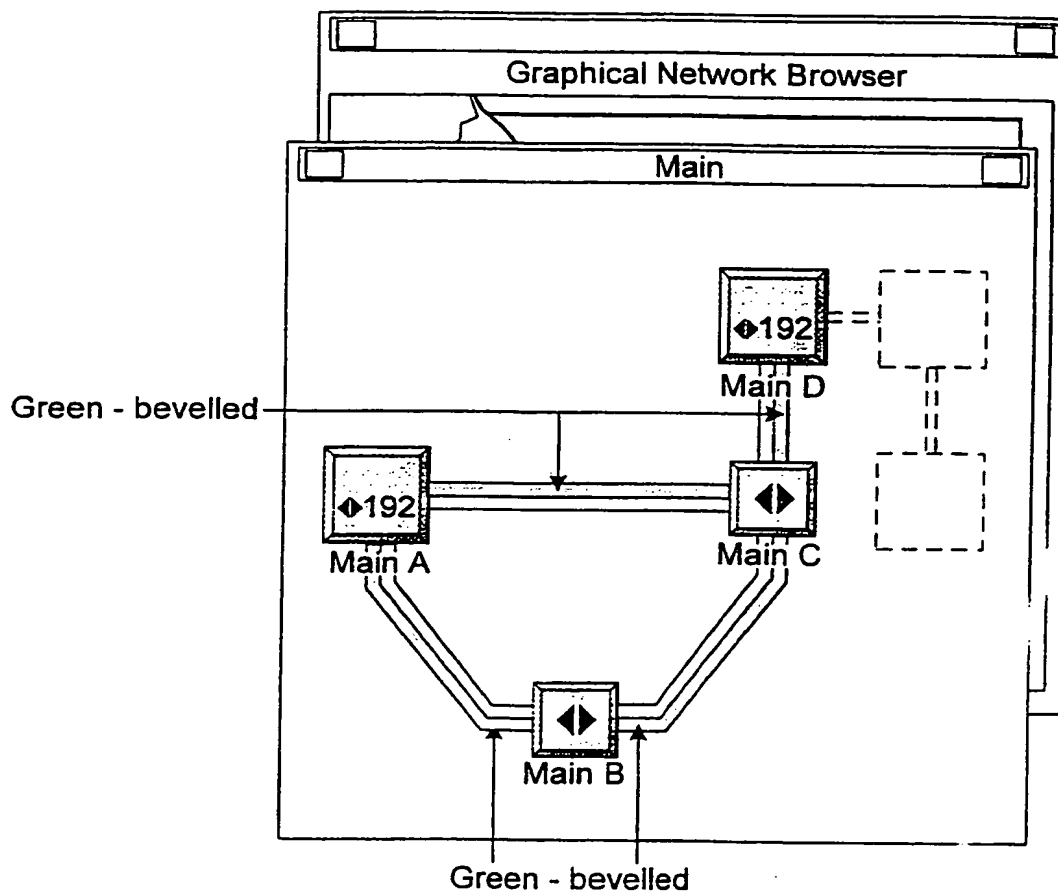 Graphical Network Browser
Main
192
Main D
Green - bevelled
192
Main A
Main C
Main B
Green - bevelled